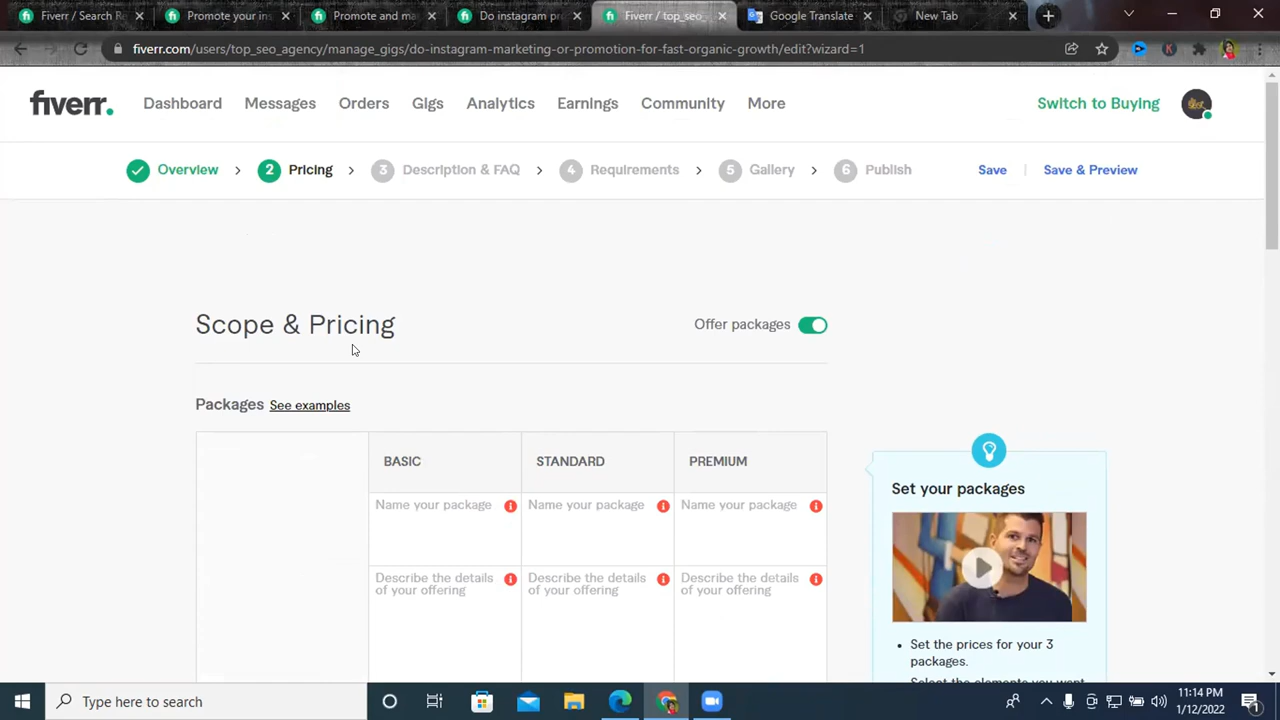 Fiverr / Search Re
Promote your ins
Promote and ma
Do instagram pr
Fiverr / top_seo_
Google Translate
New Tab
fiverr.com/users/top_seo_agency/manage_gigs/do-instagram-marketing-or-promotion-for-fast-organic-growth/edit?wizard=1
fiverr.
Dashboard
Messages
Orders
Gigs
Analytics
Earnings
Community
More
Switch to Buying
Overview
2 Pricing
3 Description & FAQ
4 Requirements
5 Gallery
6 Publish
Save
Save & Preview
Scope & Pricing
Offer packages
Packages See examples
BASIC
STANDARD
PREMIUM
Name your package
Name your package
Name your package
Describe the details
of your offering
Describe the details
of your offering
Describe the details
of your offering
Set your packages
Set the prices for your 3
packages.
Select the elements you want
Type here to search
11:14 PM
1/12/2022